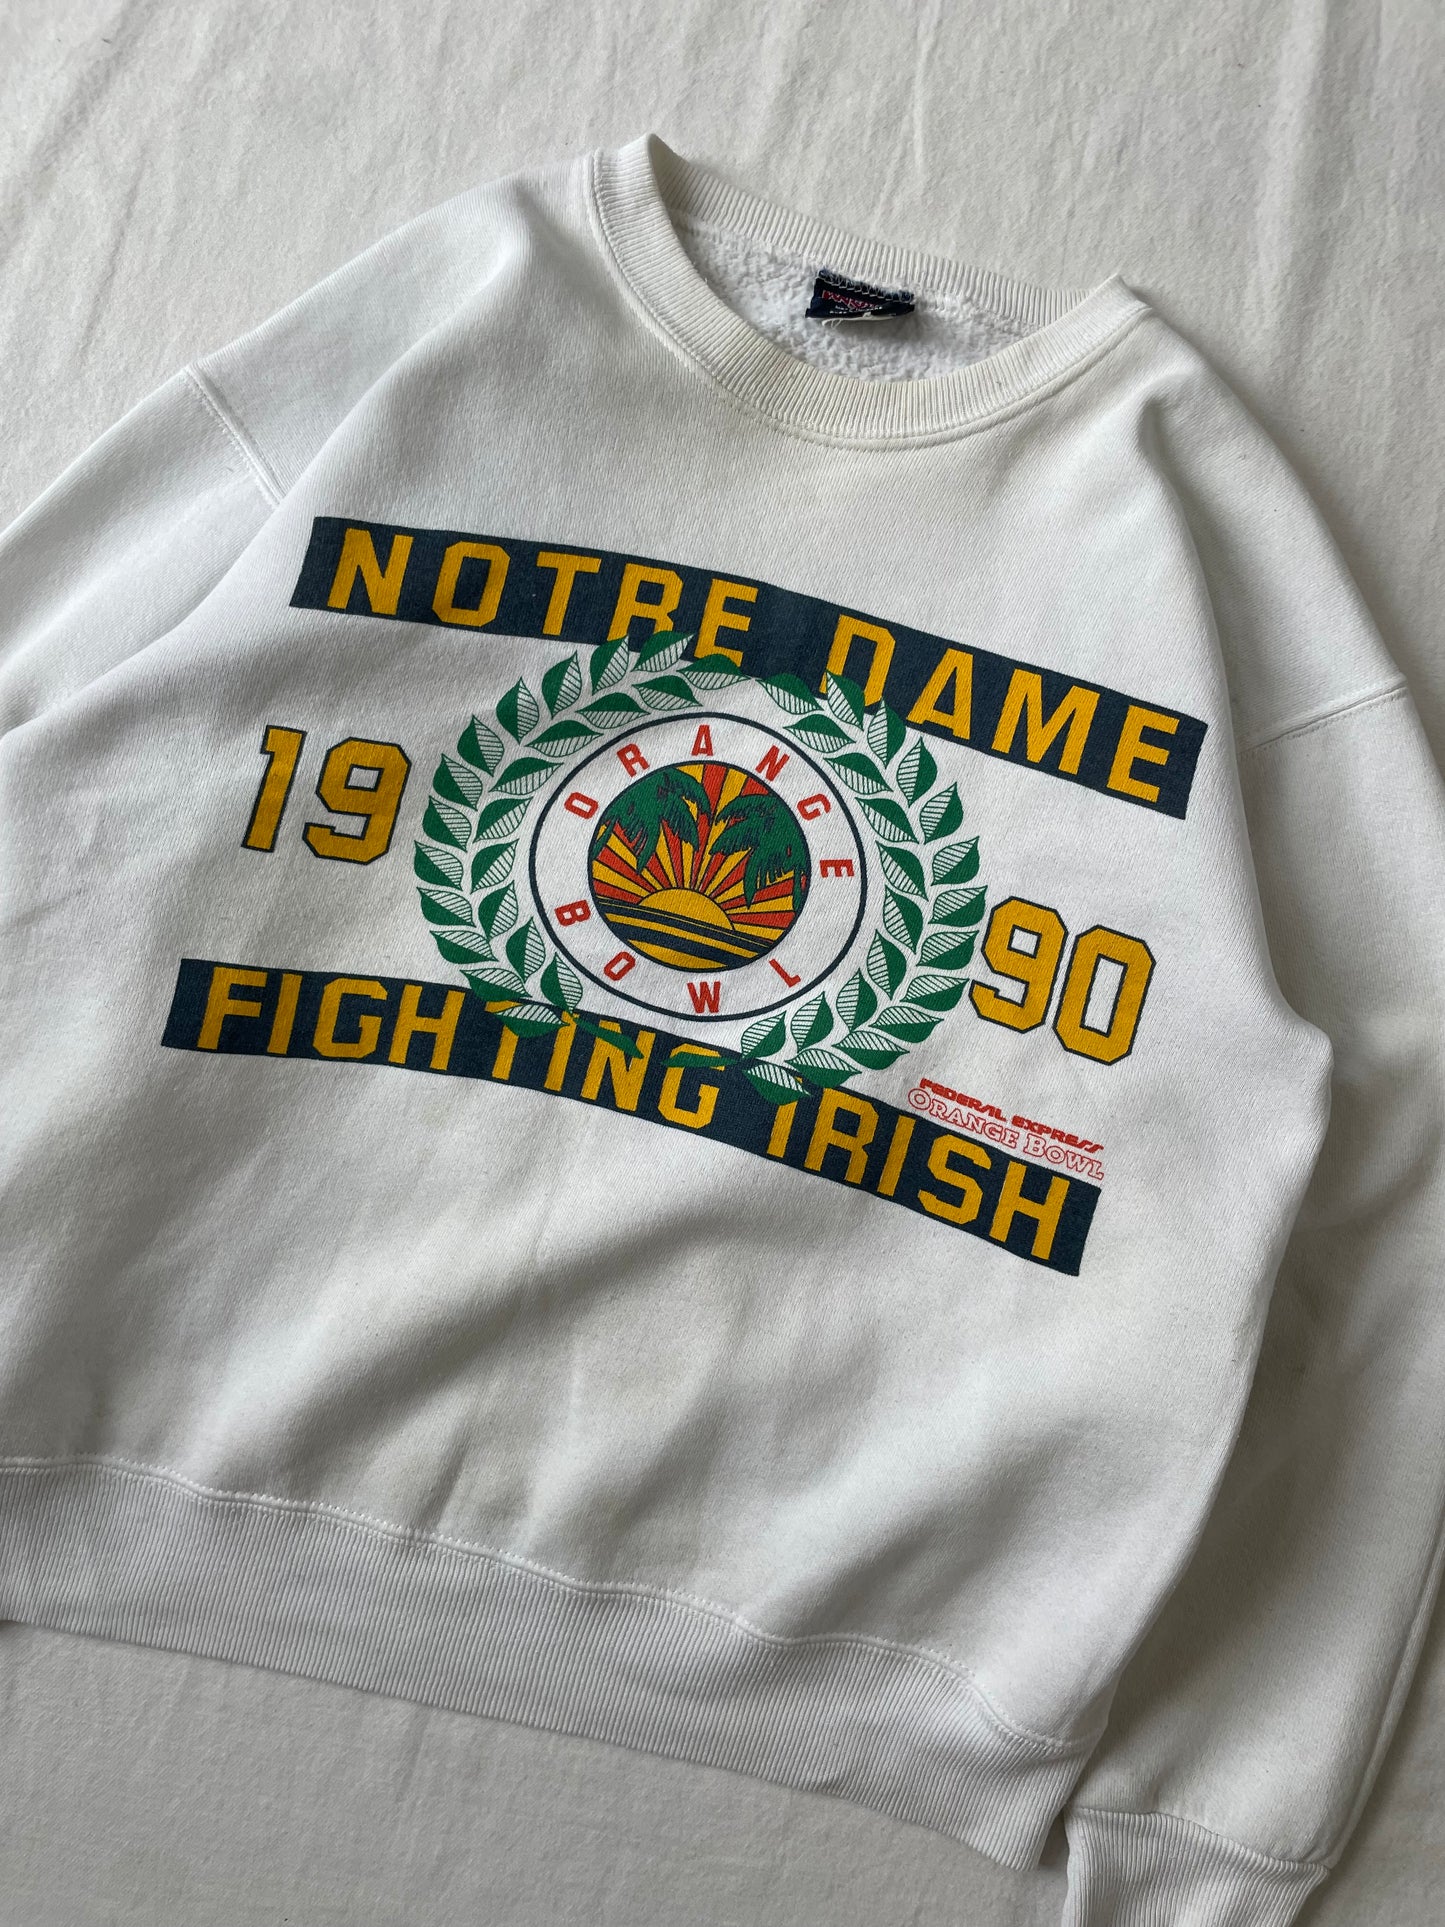 NOTRE DAME
19 90
ORANGE
BOWL
FIGHTING IRISH
FEDERAL EXPRESS
ORANGE BOWL